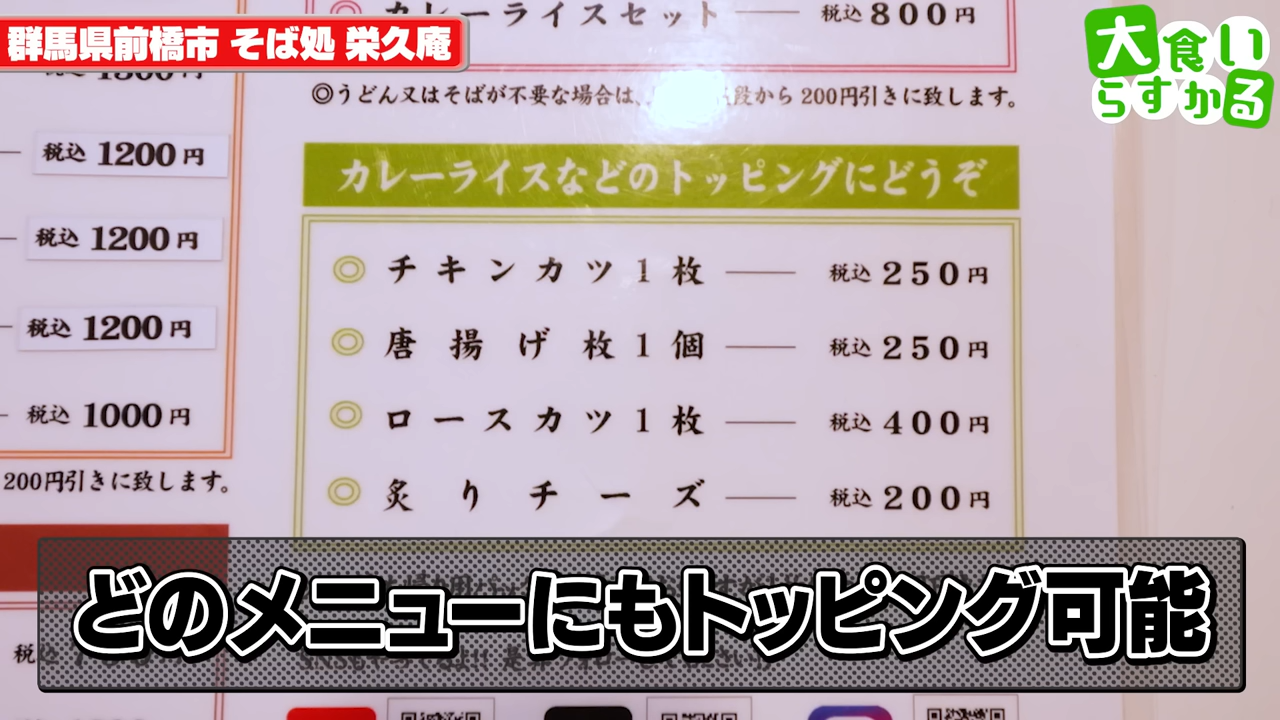 群馬県前橋市 そば処 栄久庵
大食い
らすかる
カレーライスセット 税込800円
◎うどん又はそばが不要な場合は、 段から200円引きに致します。
税込 1200円
税込 1200円
税込 1200円
税込 1000円
200円引きに致します。
カレーライスなどのトッピングにどうぞ
◎ チキンカツ1枚 ── 税込250円
◎ 唐揚げ枚1個 ── 税込250円
◎ ロースカツ1枚 ── 税込400円
◎ 炙りチーズ ── 税込200円
どのメニューにもトッピング可能